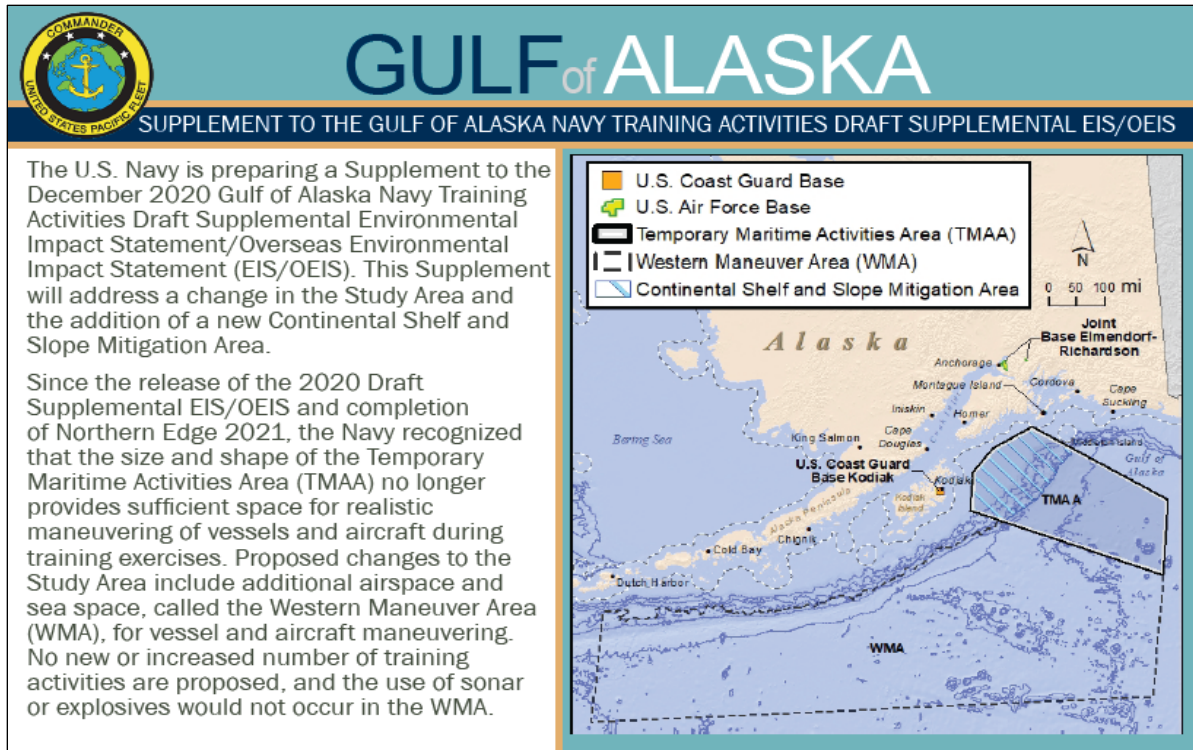 COMMANDER
UNITED STATES PACIFIC FLEET
GULF of ALASKA
SUPPLEMENT TO THE GULF OF ALASKA NAVY TRAINING ACTIVITIES DRAFT SUPPLEMENTAL EIS/OEIS
The U.S. Navy is preparing a Supplement to the
December 2020 Gulf of Alaska Navy Training
Activities Draft Supplemental Environmental
Impact Statement/Overseas Environmental
Impact Statement (EIS/OEIS). This Supplement
will address a change in the Study Area and
the addition of a new Continental Shelf and
Slope Mitigation Area.
Since the release of the 2020 Draft
Supplemental EIS/OEIS and completion
of Northern Edge 2021, the Navy recognized
that the size and shape of the Temporary
Maritime Activities Area (TMAA) no longer
provides sufficient space for realistic
maneuvering of vessels and aircraft during
training exercises. Proposed changes to the
Study Area include additional airspace and
sea space, called the Western Maneuver Area
(WMA), for vessel and aircraft maneuvering.
No new or increased number of training
activities are proposed, and the use of sonar
or explosives would not occur in the WMA.
U.S. Coast Guard Base
U.S. Air Force Base
Temporary Maritime Activities Area (TMAA)
Western Maneuver Area (WMA)
Continental Shelf and Slope Mitigation Area
N
0 50 100 mi
Alaska
Joint
Base Elmendorf-
Richardson
Anchorage
Montague Island
Cordova
Cape
Suckling
Iniskin
Homer
Cape
Douglas
King Salmon
Bering Sea
U.S. Coast Guard
Base Kodiak
Kodiak
Kodiak
Island
Gulf of
Alaska
TMAA
Alaska Peninsula
Chignik
Cold Bay
Dutch Harbor
WMA